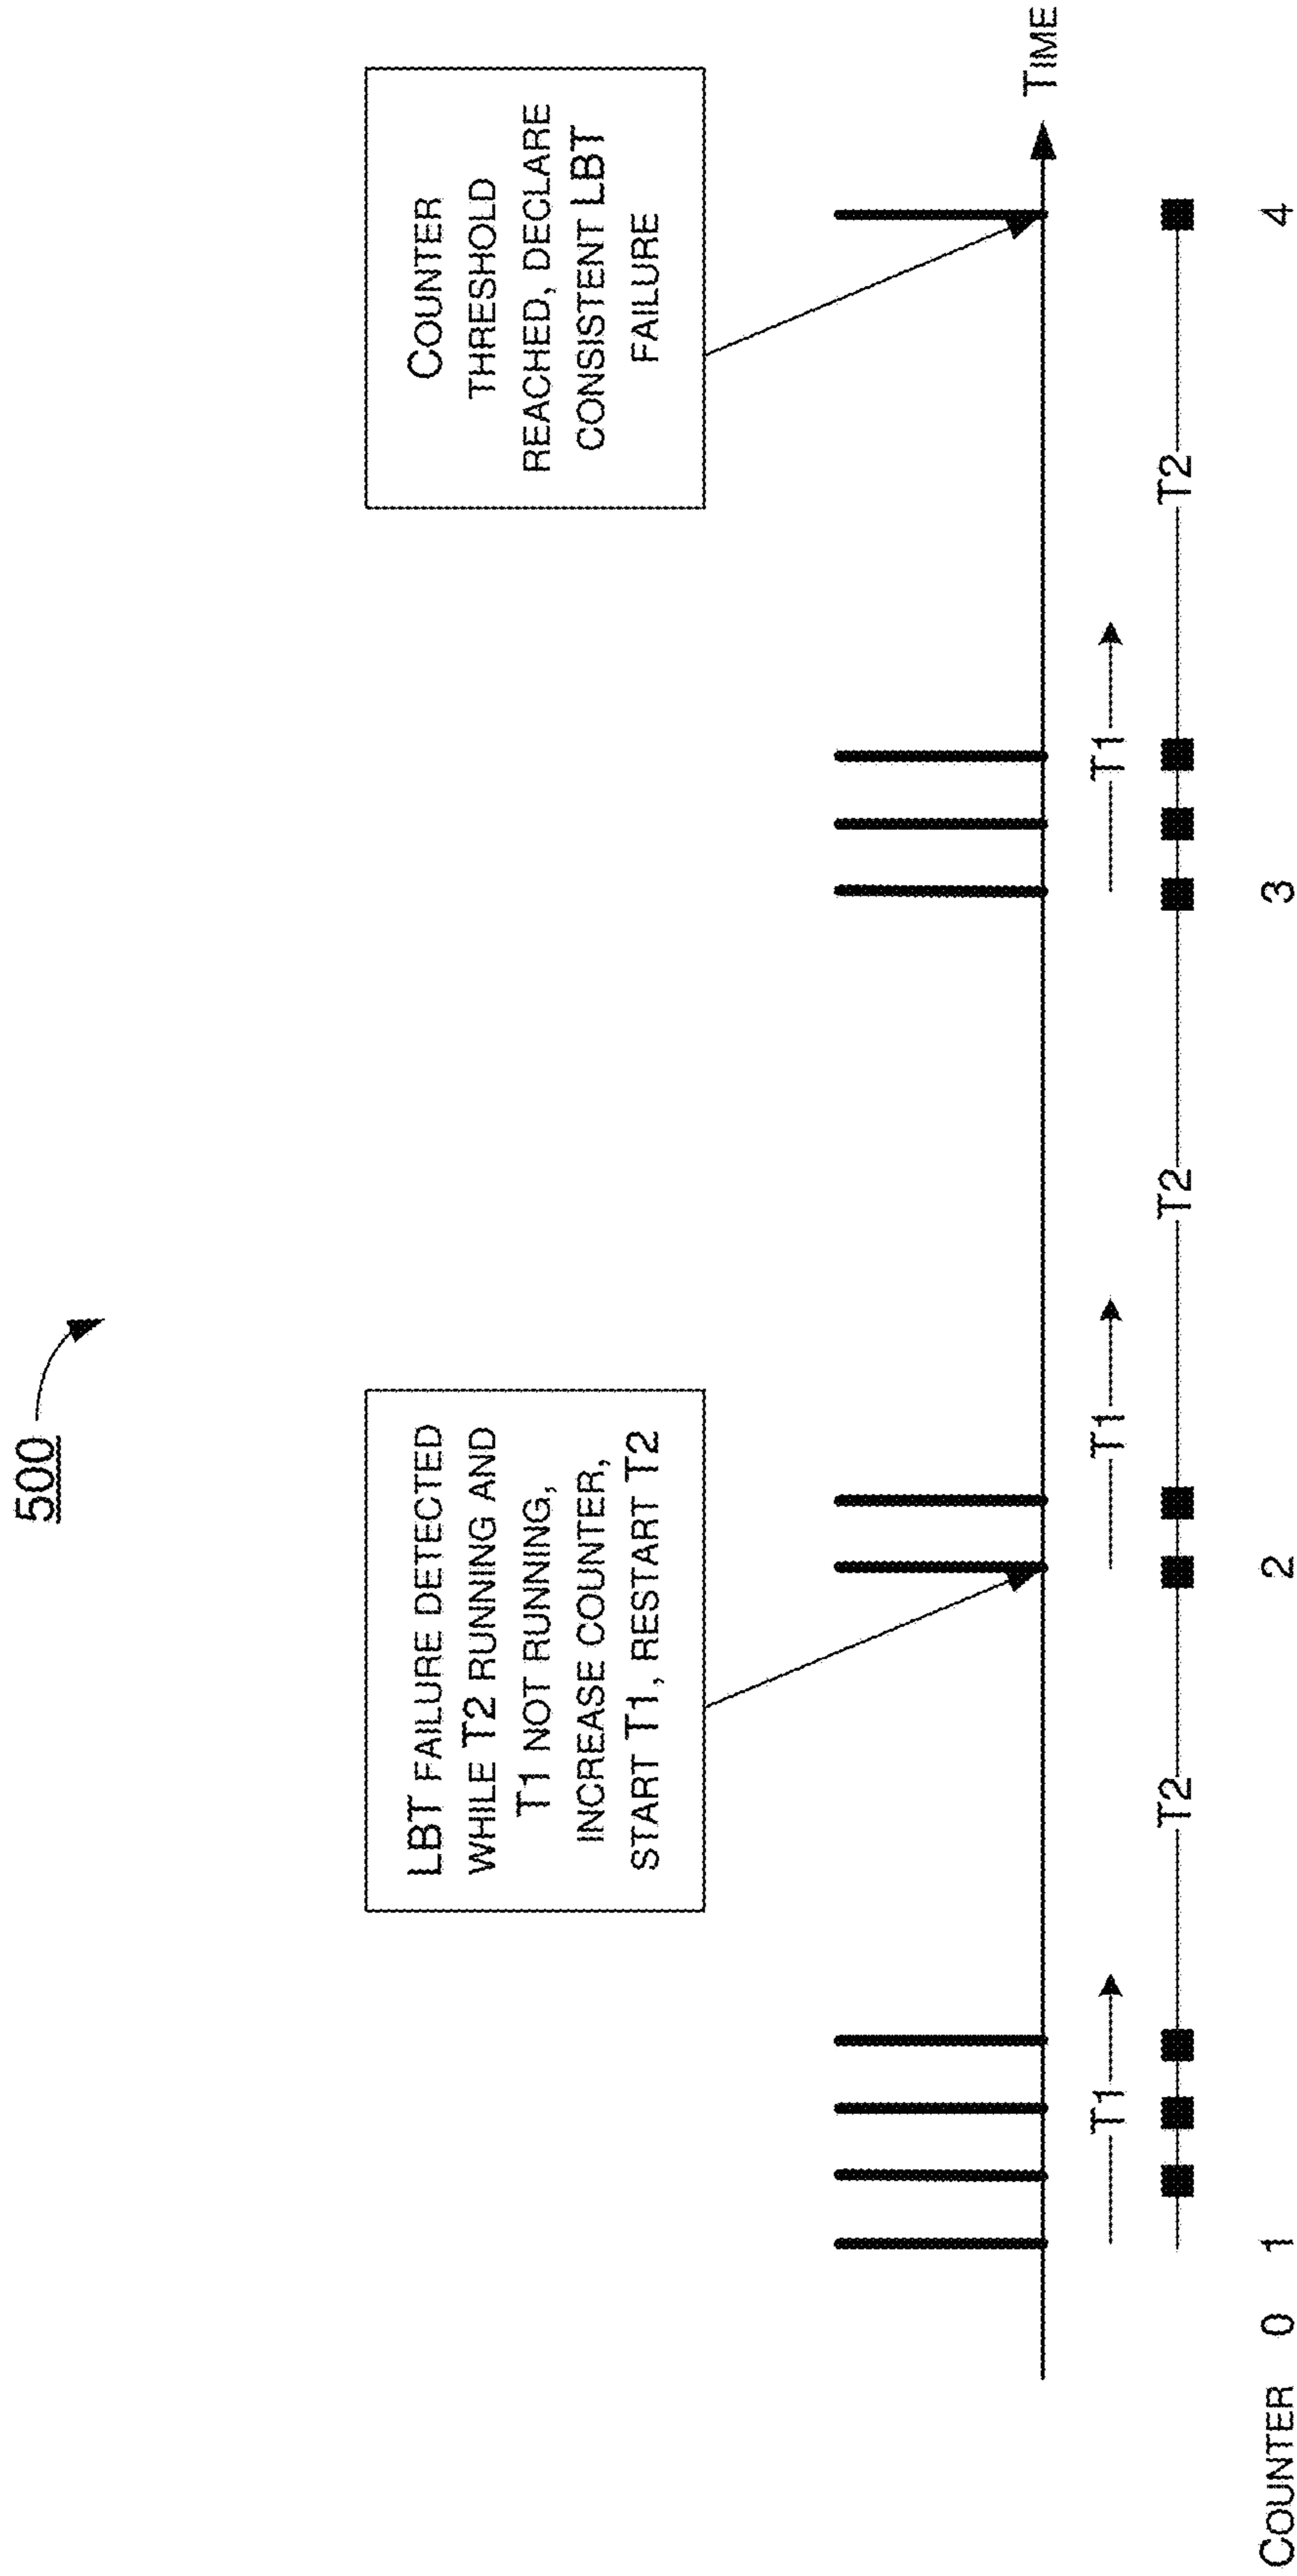 500
LBT FAILURE DETECTED
WHILE T2 RUNNING AND
T1 NOT RUNNING,
INCREASE COUNTER,
START T1, RESTART T2
COUNTER
THRESHOLD
REACHED, DECLARE
CONSISTENT LBT
FAILURE
TIME
T1 T1 T1
T2 T2 T2
COUNTER 0 1 2 3 4